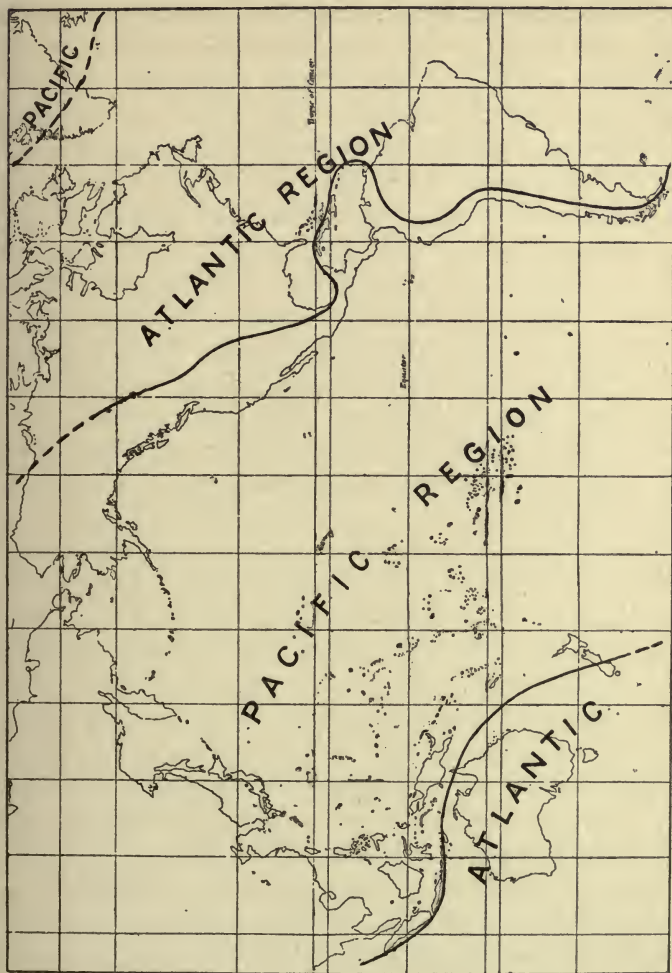 PACIFIC
Tropic of Cancer
ATLANTIC REGION
Equator
PACIFIC REGION
ATLANTIC